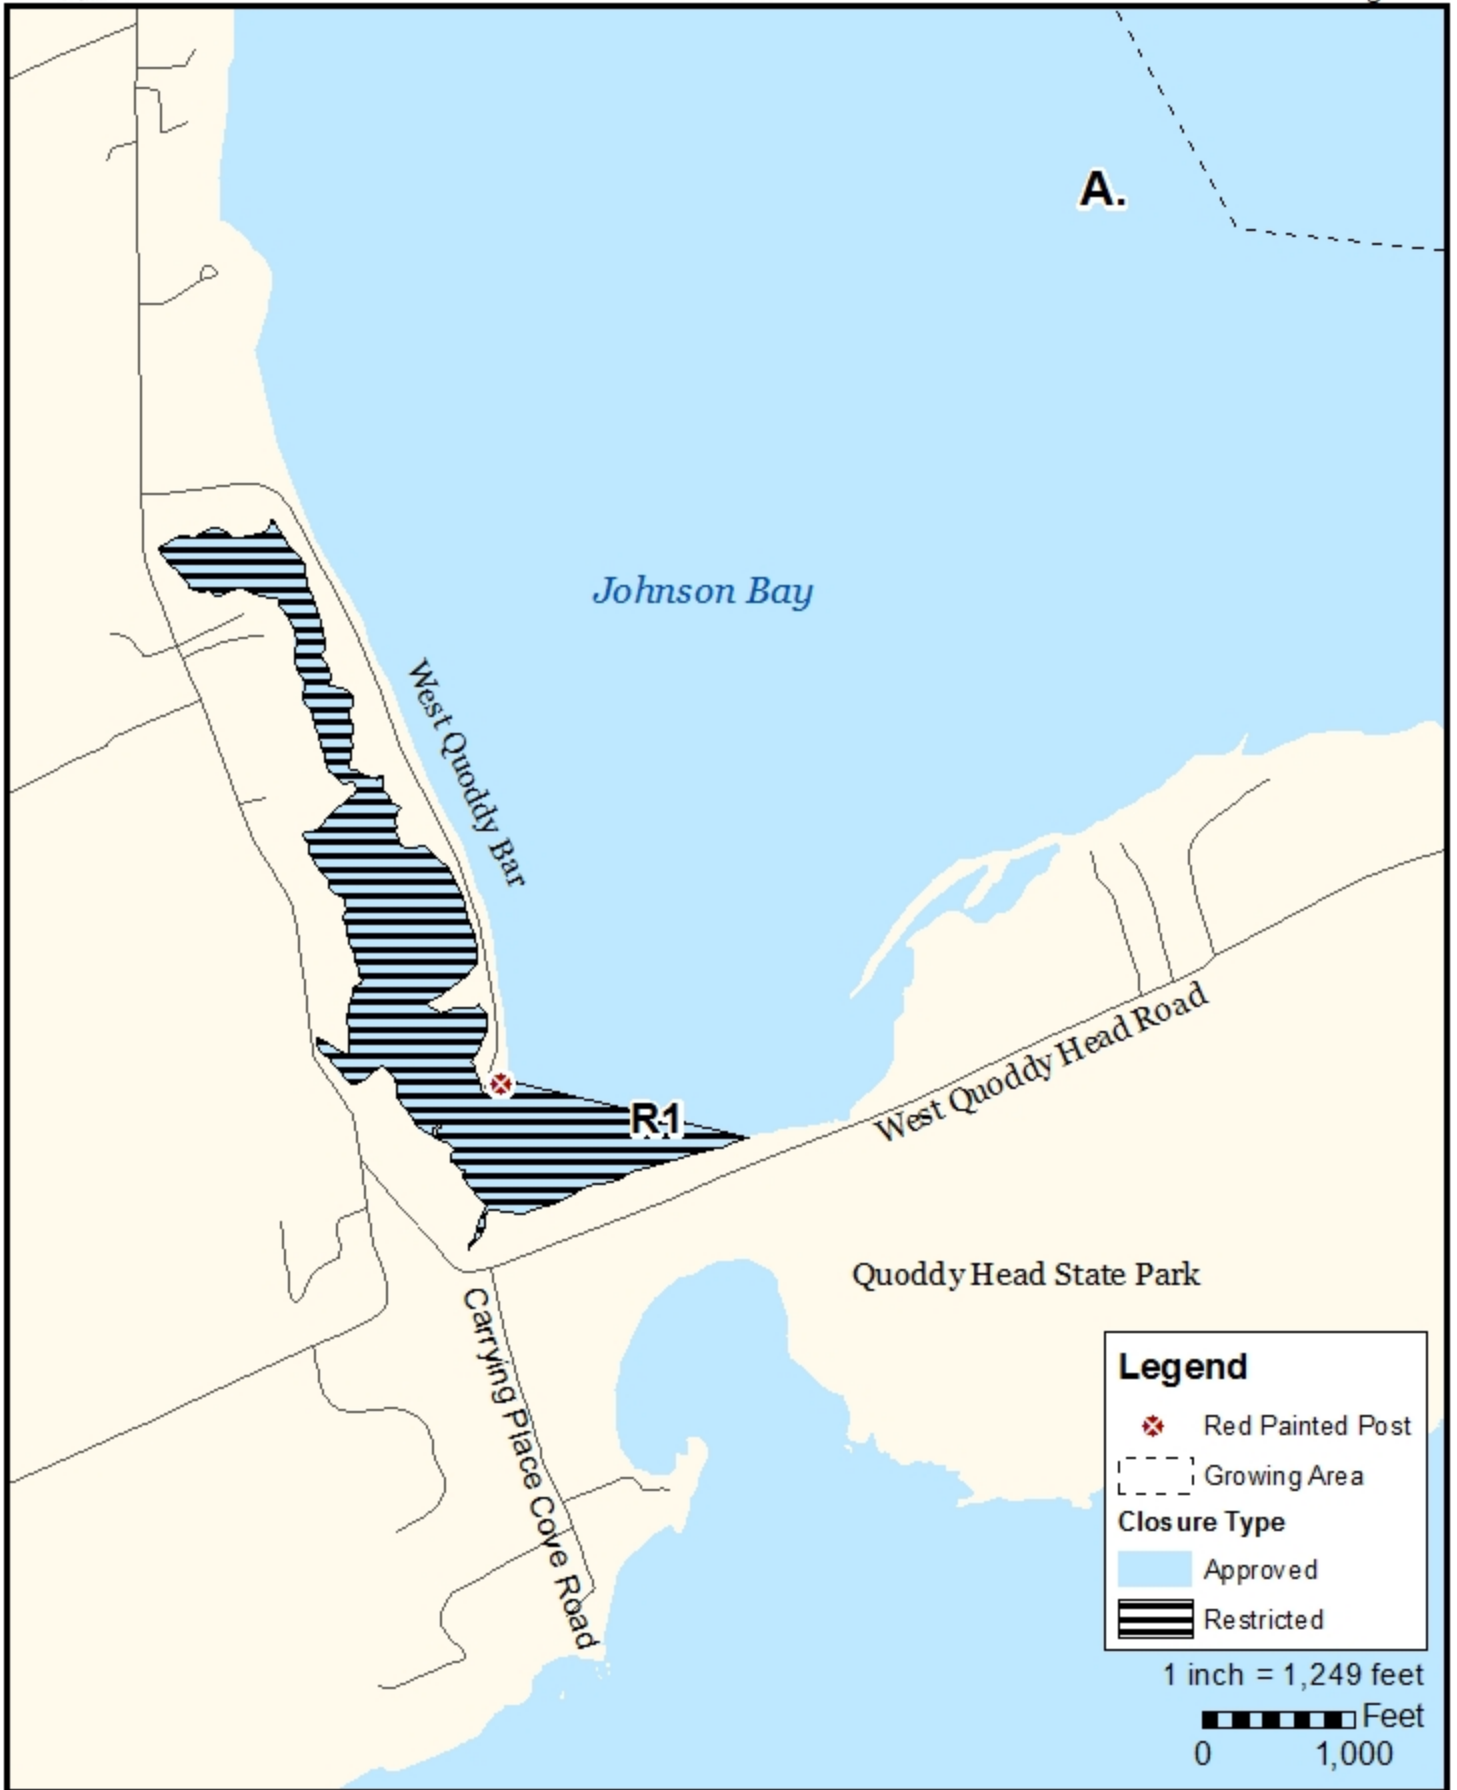 A.
Johnson Bay
West Quoddy Bar
R1
West Quoddy Head Road
Quoddy Head State Park
Carrying Place Cove Road
Legend
Red Painted Post
Growing Area
Closure Type
Approved
Restricted
1 inch = 1,249 feet
Feet
0 1,000